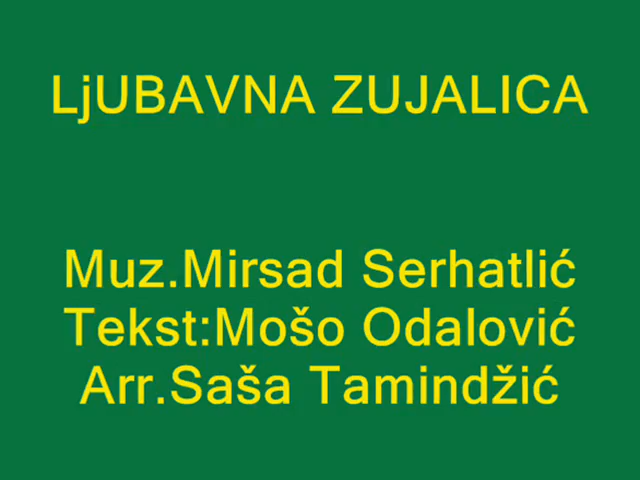 LjUBAVNA ZUJALICA
Muz.Mirsad Serhatlić
Tekst:Mošo Odalović
Arr.Saša Tamindžić